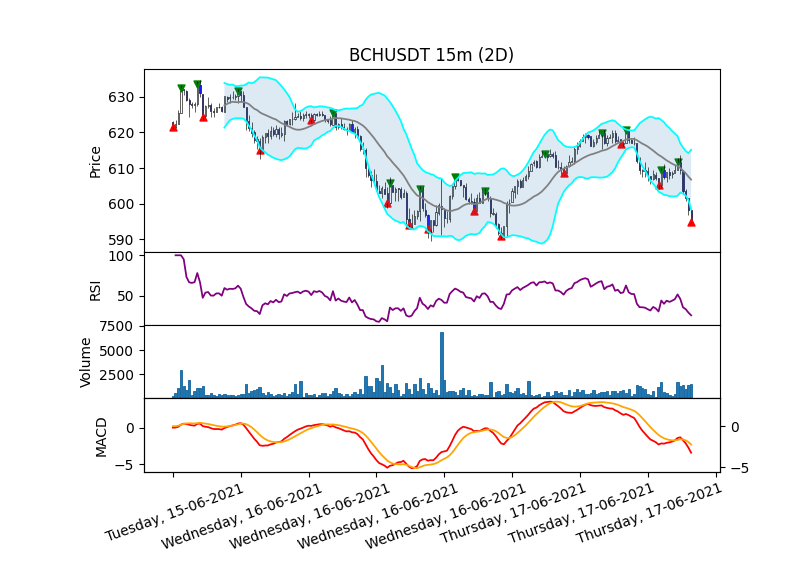 BCHUSDT 15m (2D)
Price
630
620
610
600
590
RSI
100
50
Volume
7500
5000
2500
MACD
0
−5
0
−5
Tuesday, 15-06-2021
Wednesday, 16-06-2021
Wednesday, 16-06-2021
Wednesday, 16-06-2021
Wednesday, 16-06-2021
Thursday, 17-06-2021
Thursday, 17-06-2021
Thursday, 17-06-2021